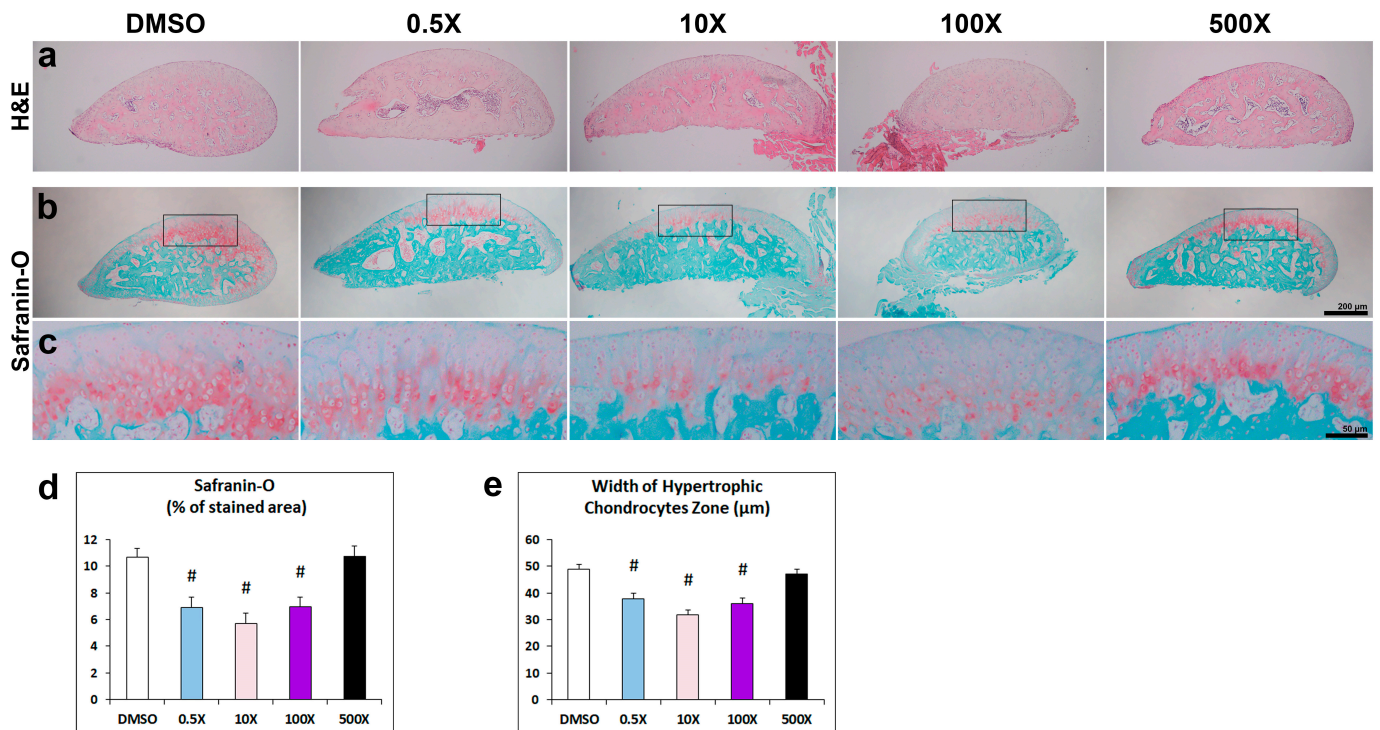 DMSO 0.5X 10X 100X 500X
a
H&E
b
200 µm
Safranin-O
c
50 µm
d
Safranin-O
(% of stained area)
12
10
8
6
4
2
0
# # #
DMSO 0.5X 10X 100X 500X
e
Width of Hypertrophic
Chondrocytes Zone (µm)
60
50
40
30
20
10
0
# # #
DMSO 0.5X 10X 100X 500X